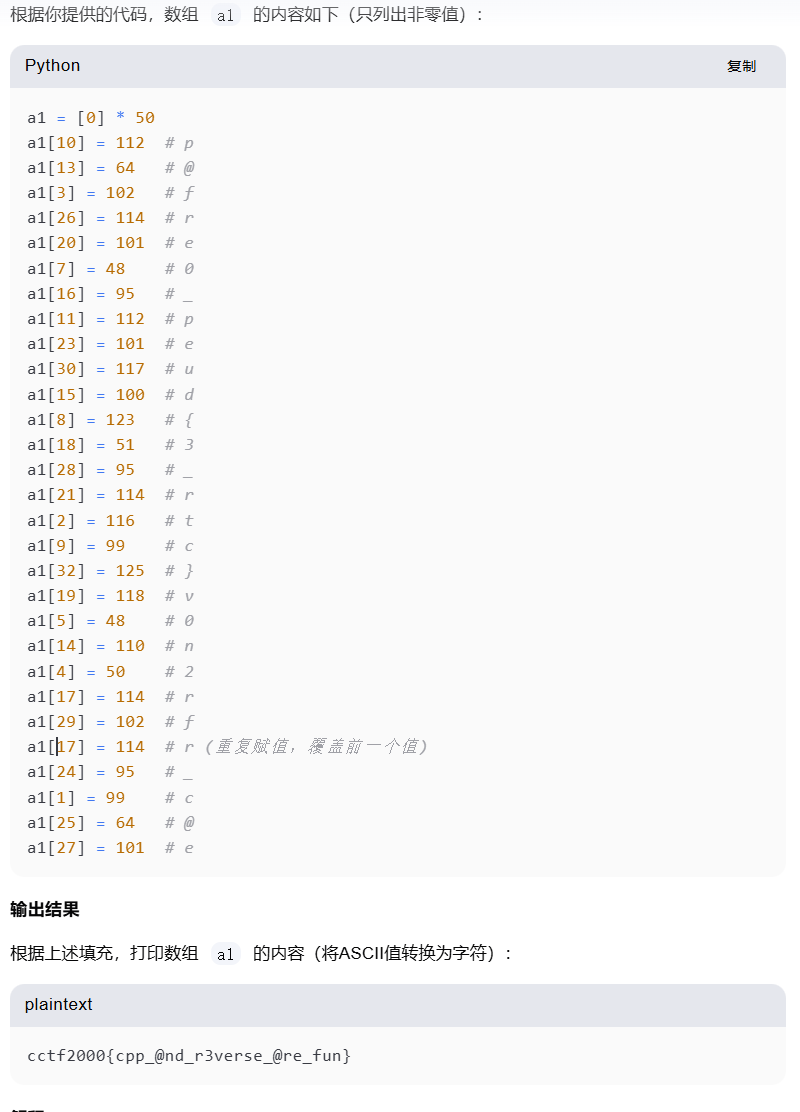 根据你提供的代码，数组 a1 的内容如下（只列出非零值）：
Python 复制
a1 = [0] * 50
a1[10] = 112 # p
a1[13] = 64 # @
a1[3] = 102 # f
a1[26] = 114 # r
a1[20] = 101 # e
a1[7] = 48 # 0
a1[16] = 95 # _
a1[11] = 112 # p
a1[23] = 101 # e
a1[30] = 117 # u
a1[15] = 100 # d
a1[8] = 123 # {
a1[18] = 51 # 3
a1[28] = 95 # _
a1[21] = 114 # r
a1[2] = 116 # t
a1[9] = 99 # c
a1[32] = 125 # }
a1[19] = 118 # v
a1[5] = 48 # 0
a1[14] = 110 # n
a1[4] = 50 # 2
a1[17] = 114 # r
a1[29] = 102 # f
a1[17] = 114 # r (重复赋值，覆盖前一个值)
a1[24] = 95 # _
a1[1] = 99 # c
a1[25] = 64 # @
a1[27] = 101 # e
输出结果
根据上述填充，打印数组 a1 的内容（将ASCII值转换为字符）：
plaintext
cctf2000{cpp_@nd_r3verse_@re_fun}